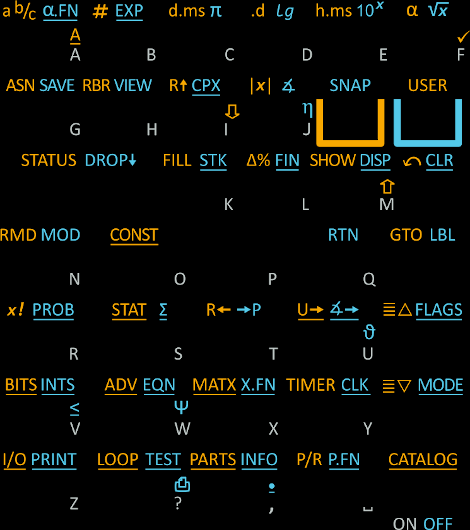 a b/c α.FN # EXP d.ms π .d lg h.ms 10ˣ α √x
A
A B C D E F ✓
ASN SAVE RBR VIEW R↑ CPX |x| ∡ SNAP USER
η
G H I ⇩ J
STATUS DROP↓ FILL STK Δ% FIN SHOW DISP ↶ CLR
⇧
K L M
RMD MOD CONST RTN GTO LBL
N O P Q
x! PROB STAT Σ R← →P U→ ∡→ ≡△ FLAGS
ϑ
R S T U
BITS INTS ADV EQN MATX X.FN TIMER CLK ≡▽ MODE
≤ Ψ
V W X Y
I/O PRINT LOOP TEST PARTS INFO P/R P.FN CATALOG
⎙ .
Z ? , ␣
ON OFF